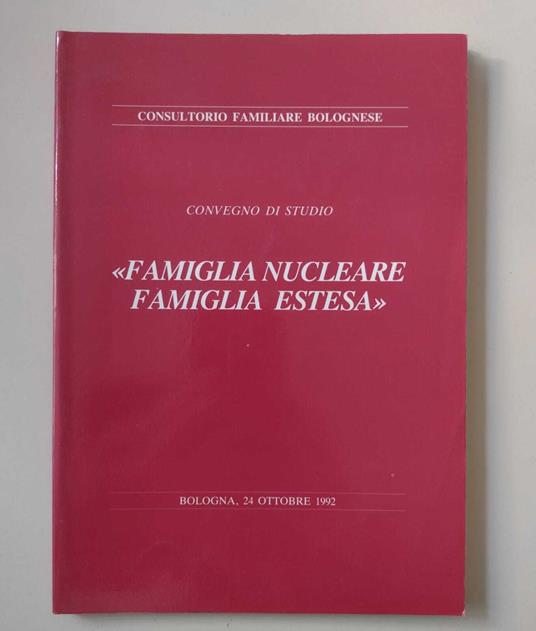 CONSULTORIO FAMILIARE BOLOGNESE
CONVEGNO DI STUDIO
«FAMIGLIA NUCLEARE
FAMIGLIA ESTESA»
BOLOGNA, 24 OTTOBRE 1992